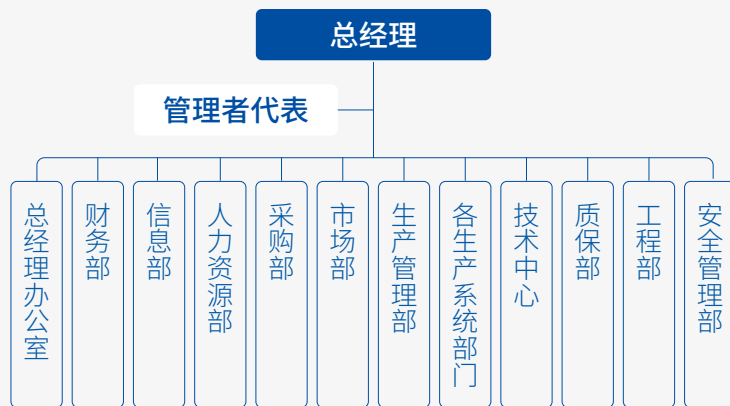 总经理
管理者代表
总经理办公室
财务部
信息部
人力资源部
采购部
市场部
生产管理部
各生产系统部门
技术中心
质保部
工程部
安全管理部